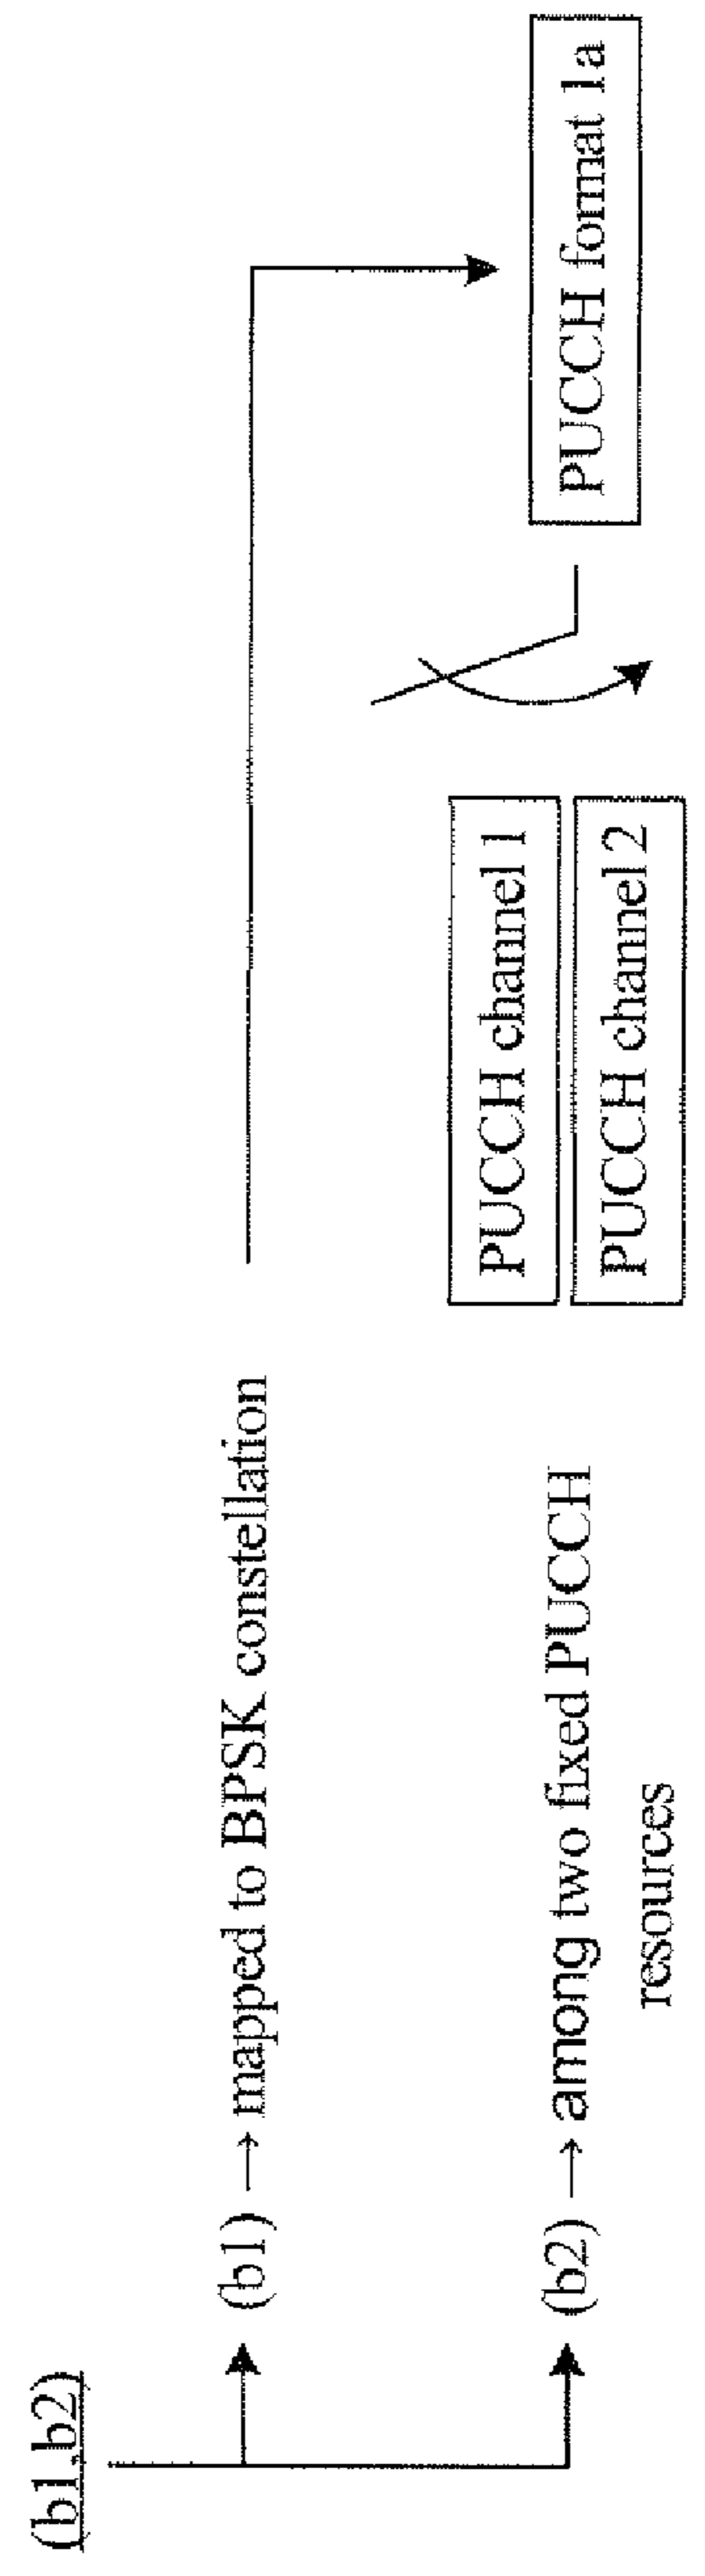 (b1,b2)
(b1) → mapped to BPSK constellation
(b2) → among two fixed PUCCH
resources
PUCCH channel 1
PUCCH channel 2
PUCCH format 1a